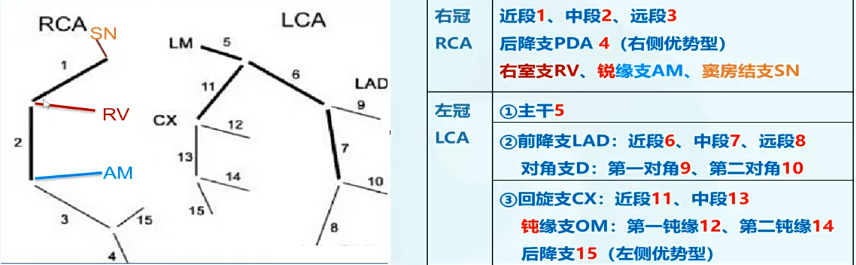 RCA
SN
LCA
LM
5
1
11
6
LAD
9
RV
CX
12
2
7
13
AM
14
10
15
3
15
8
4
右冠
RCA
近段1、中段2、远段3
后降支PDA 4（右侧优势型）
右室支RV、锐缘支AM、窦房结支SN
左冠
LCA
①主干5
②前降支LAD：近段6、中段7、远段8
对角支D：第一对角9、第二对角10
③回旋支CX：近段11、中段13
钝缘支OM：第一钝缘12、第二钝缘14
后降支15（左侧优势型）